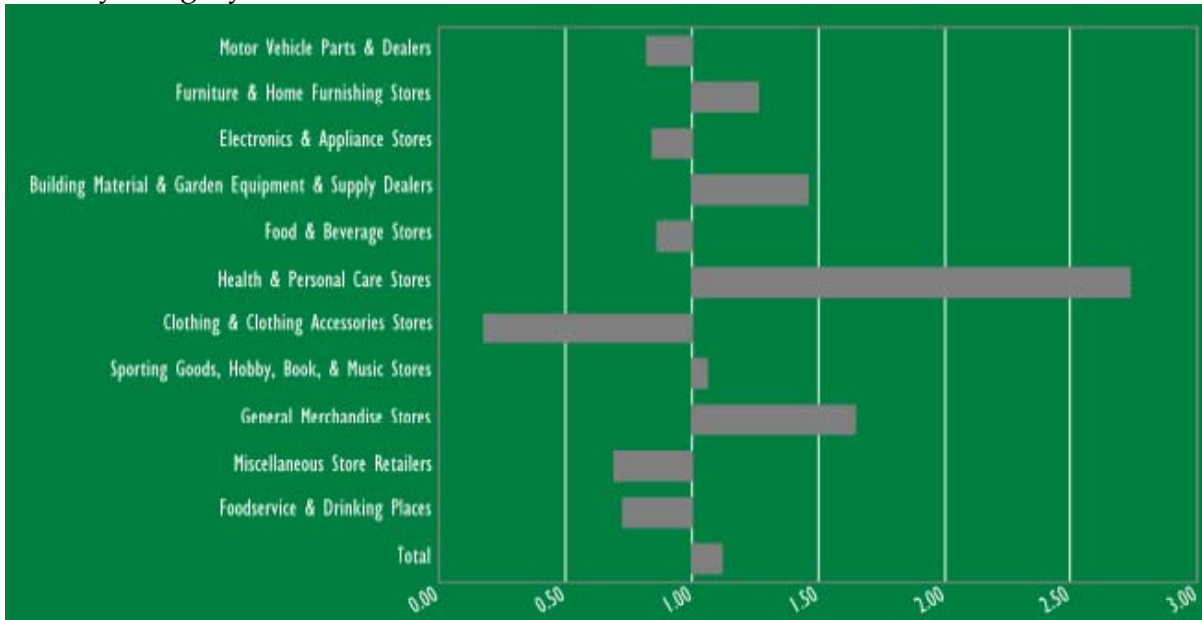 Motor Vehicle Parts & Dealers
Furniture & Home Furnishing Stores
Electronics & Appliance Stores
Building Material & Garden Equipment & Supply Dealers
Food & Beverage Stores
Health & Personal Care Stores
Clothing & Clothing Accessories Stores
Sporting Goods, Hobby, Book, & Music Stores
General Merchandise Stores
Miscellaneous Store Retailers
Foodservice & Drinking Places
Total
0.00 0.50 1.00 1.50 2.00 2.50 3.00